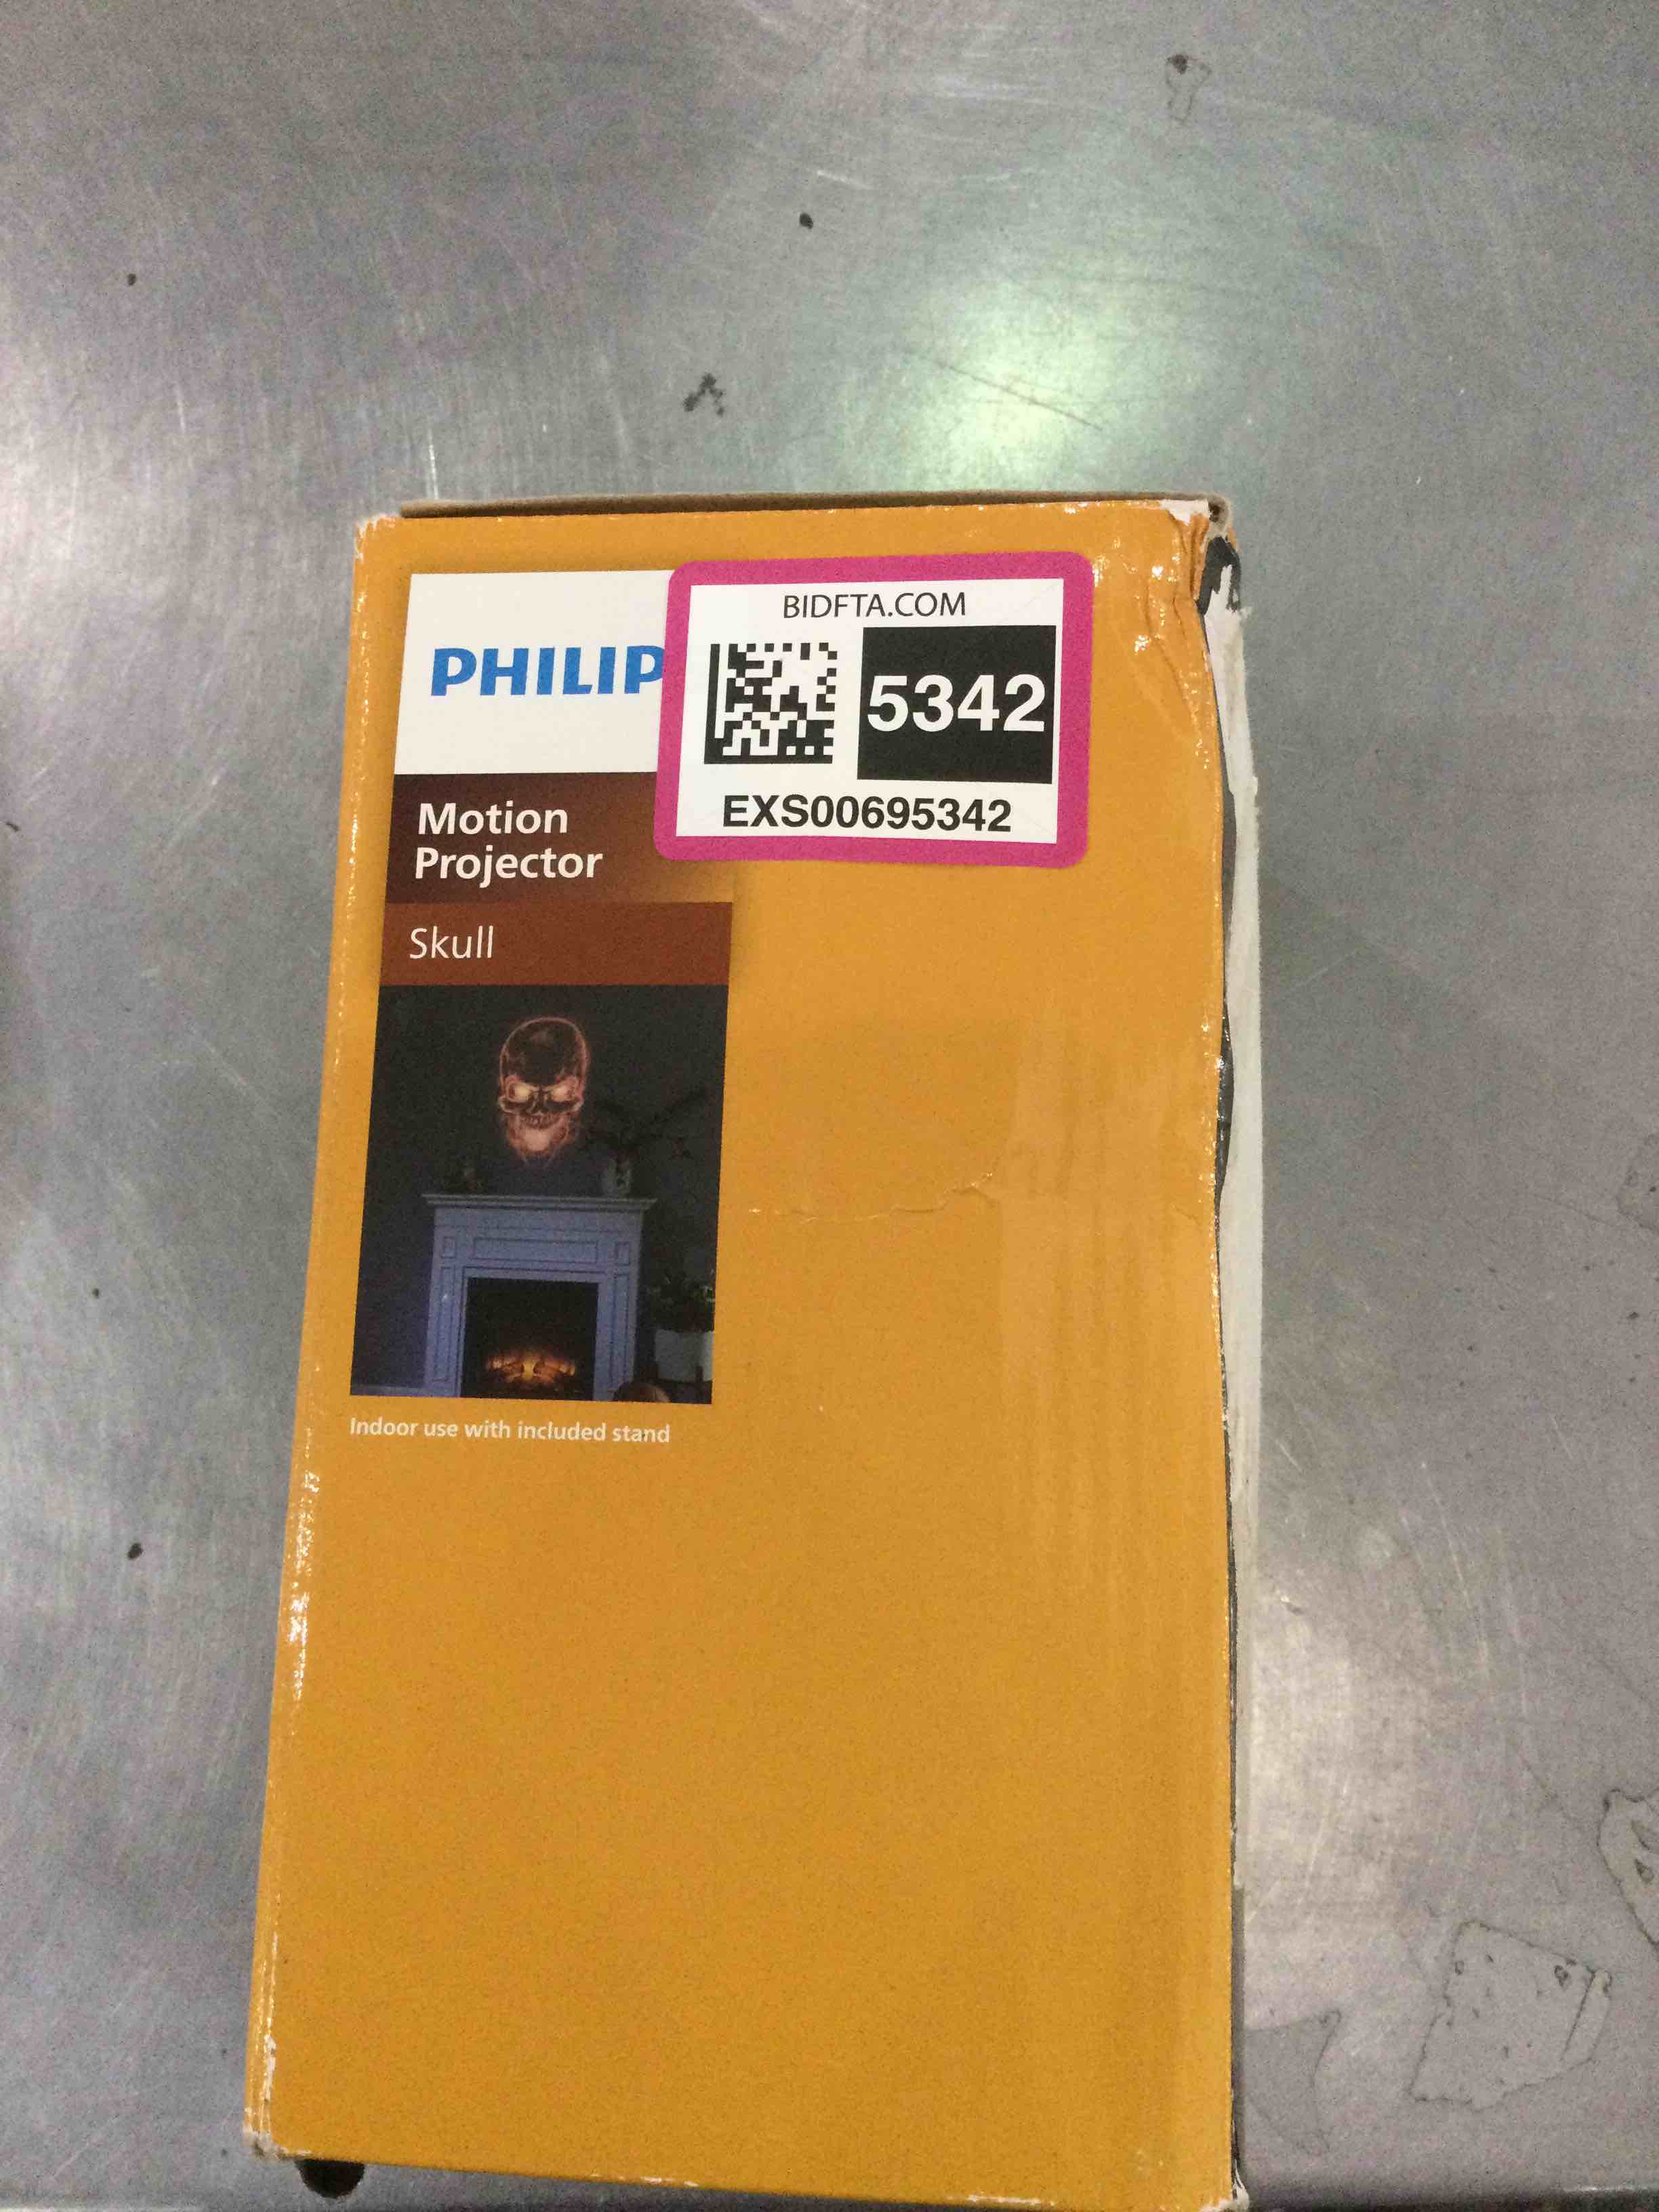 PHILIP
BIDFTA.COM
5342
EXS00695342
Motion
Projector
Skull
Indoor use with included stand